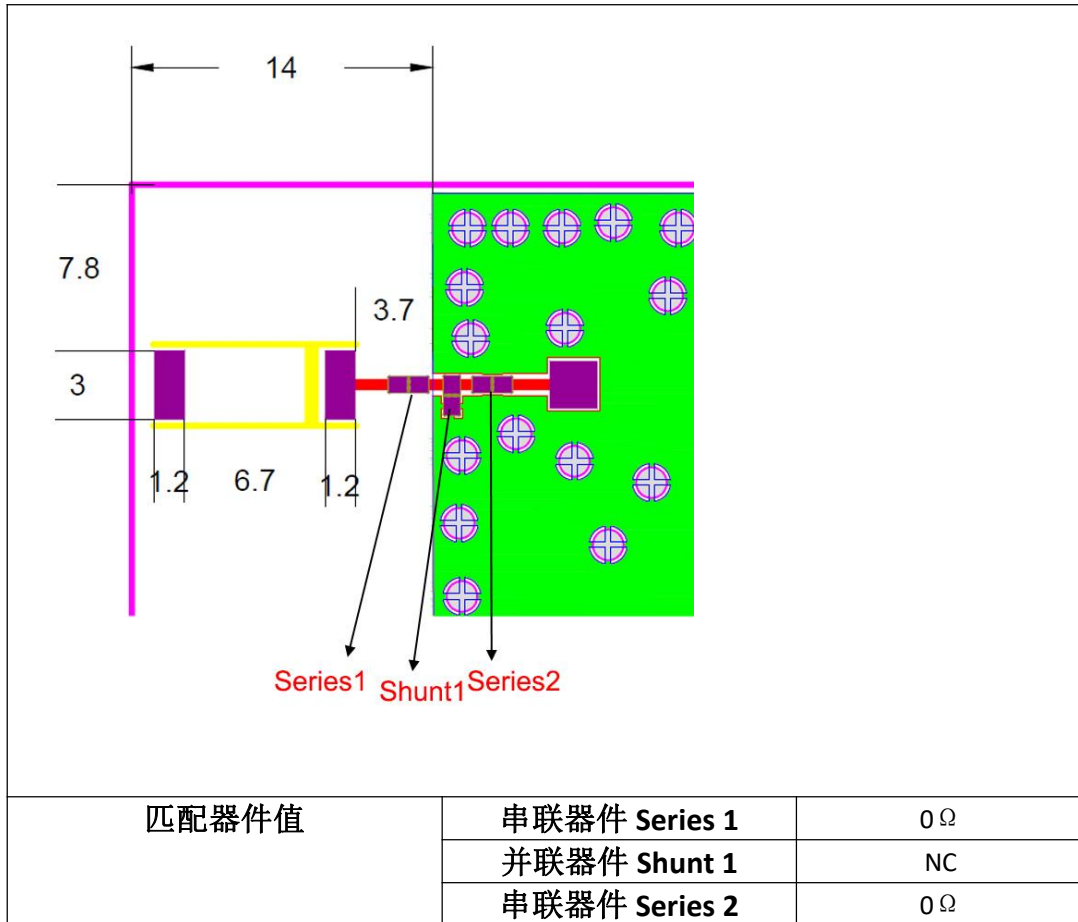 14
7.8
3.7
3
1.2
6.7
1.2
Series1
Shunt1
Series2
匹配器件值
串联器件 Series 1
0Ω
并联器件 Shunt 1
NC
串联器件 Series 2
0Ω